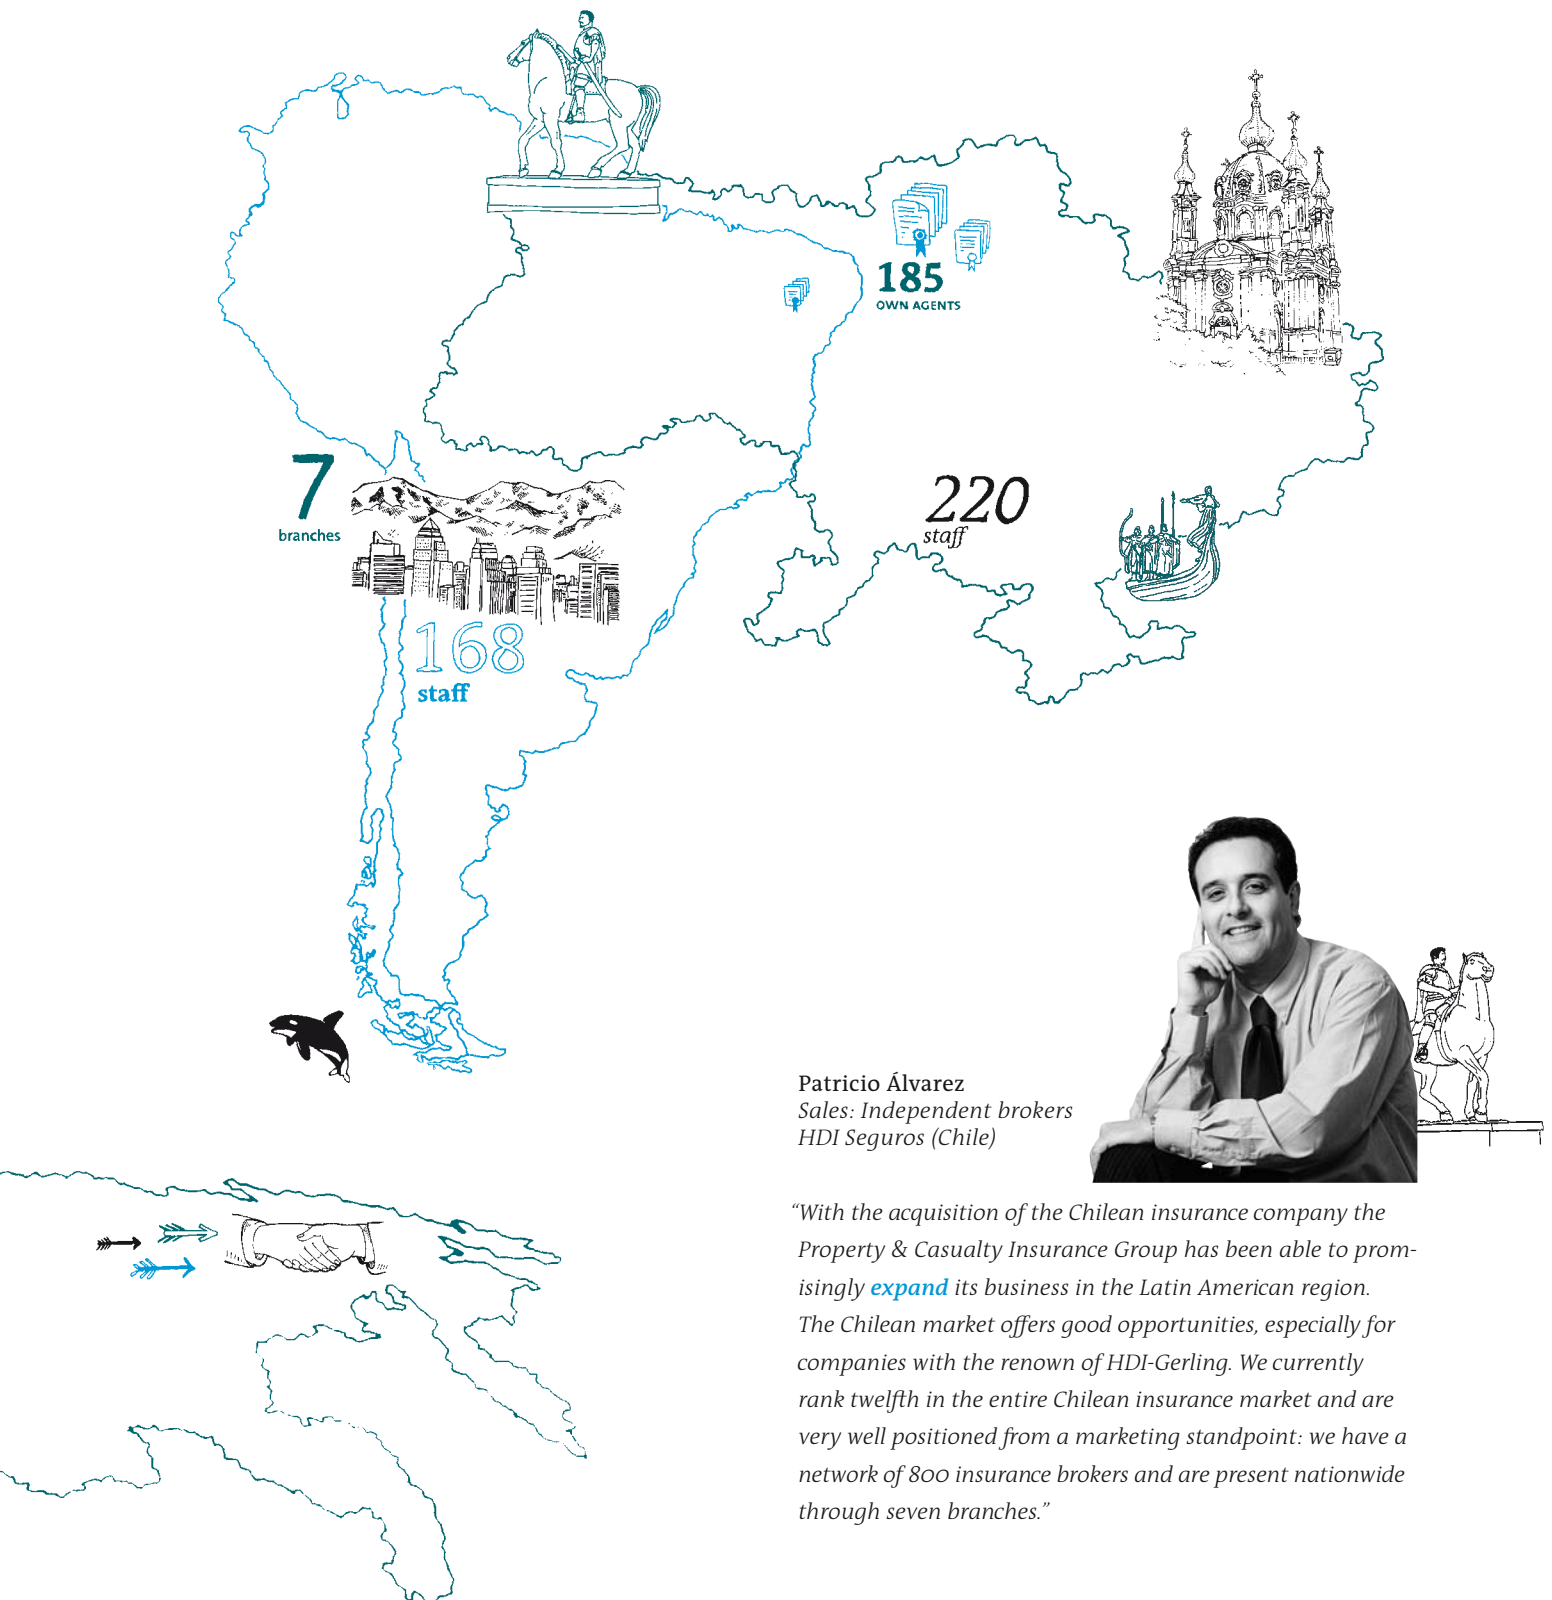 185
OWN AGENTS
7
branches
220
staff
168
staff
Patricio Álvarez
Sales: Independent brokers
HDI Seguros (Chile)
“With the acquisition of the Chilean insurance company the
Property & Casualty Insurance Group has been able to prom-
isingly expand its business in the Latin American region.
The Chilean market offers good opportunities, especially for
companies with the renown of HDI-Gerling. We currently
rank twelfth in the entire Chilean insurance market and are
very well positioned from a marketing standpoint: we have a
network of 800 insurance brokers and are present nationwide
through seven branches.”